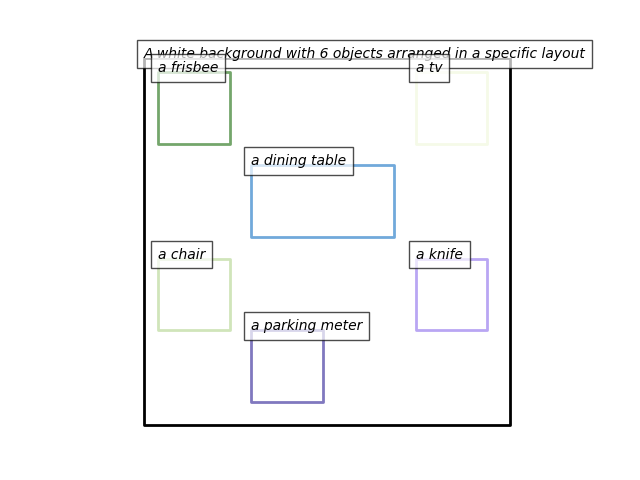 A white background with 6 objects arranged in a specific layout
a frisbee
a tv
a dining table
a chair
a knife
a parking meter